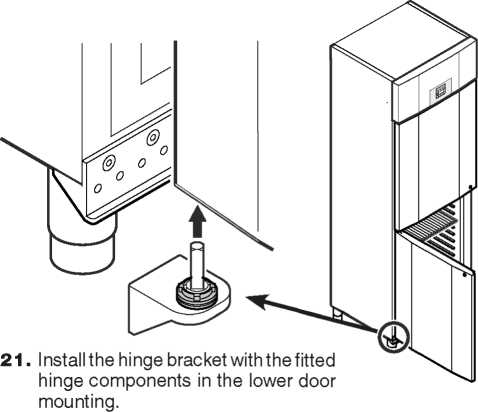 21. Install the hinge bracket with the fitted
hinge components in the lower door
mounting.